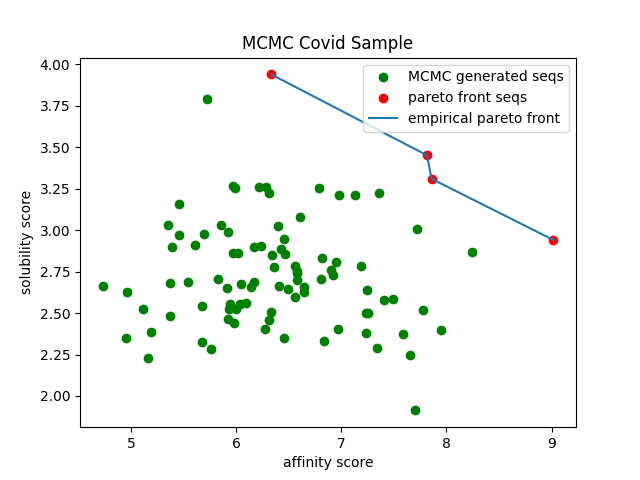 MCMC Covid Sample
MCMC generated seqs
pareto front seqs
empirical pareto front
4.00
3.75
3.50
3.25
3.00
2.75
2.50
2.25
2.00
solubility score
5 6 7 8 9
affinity score